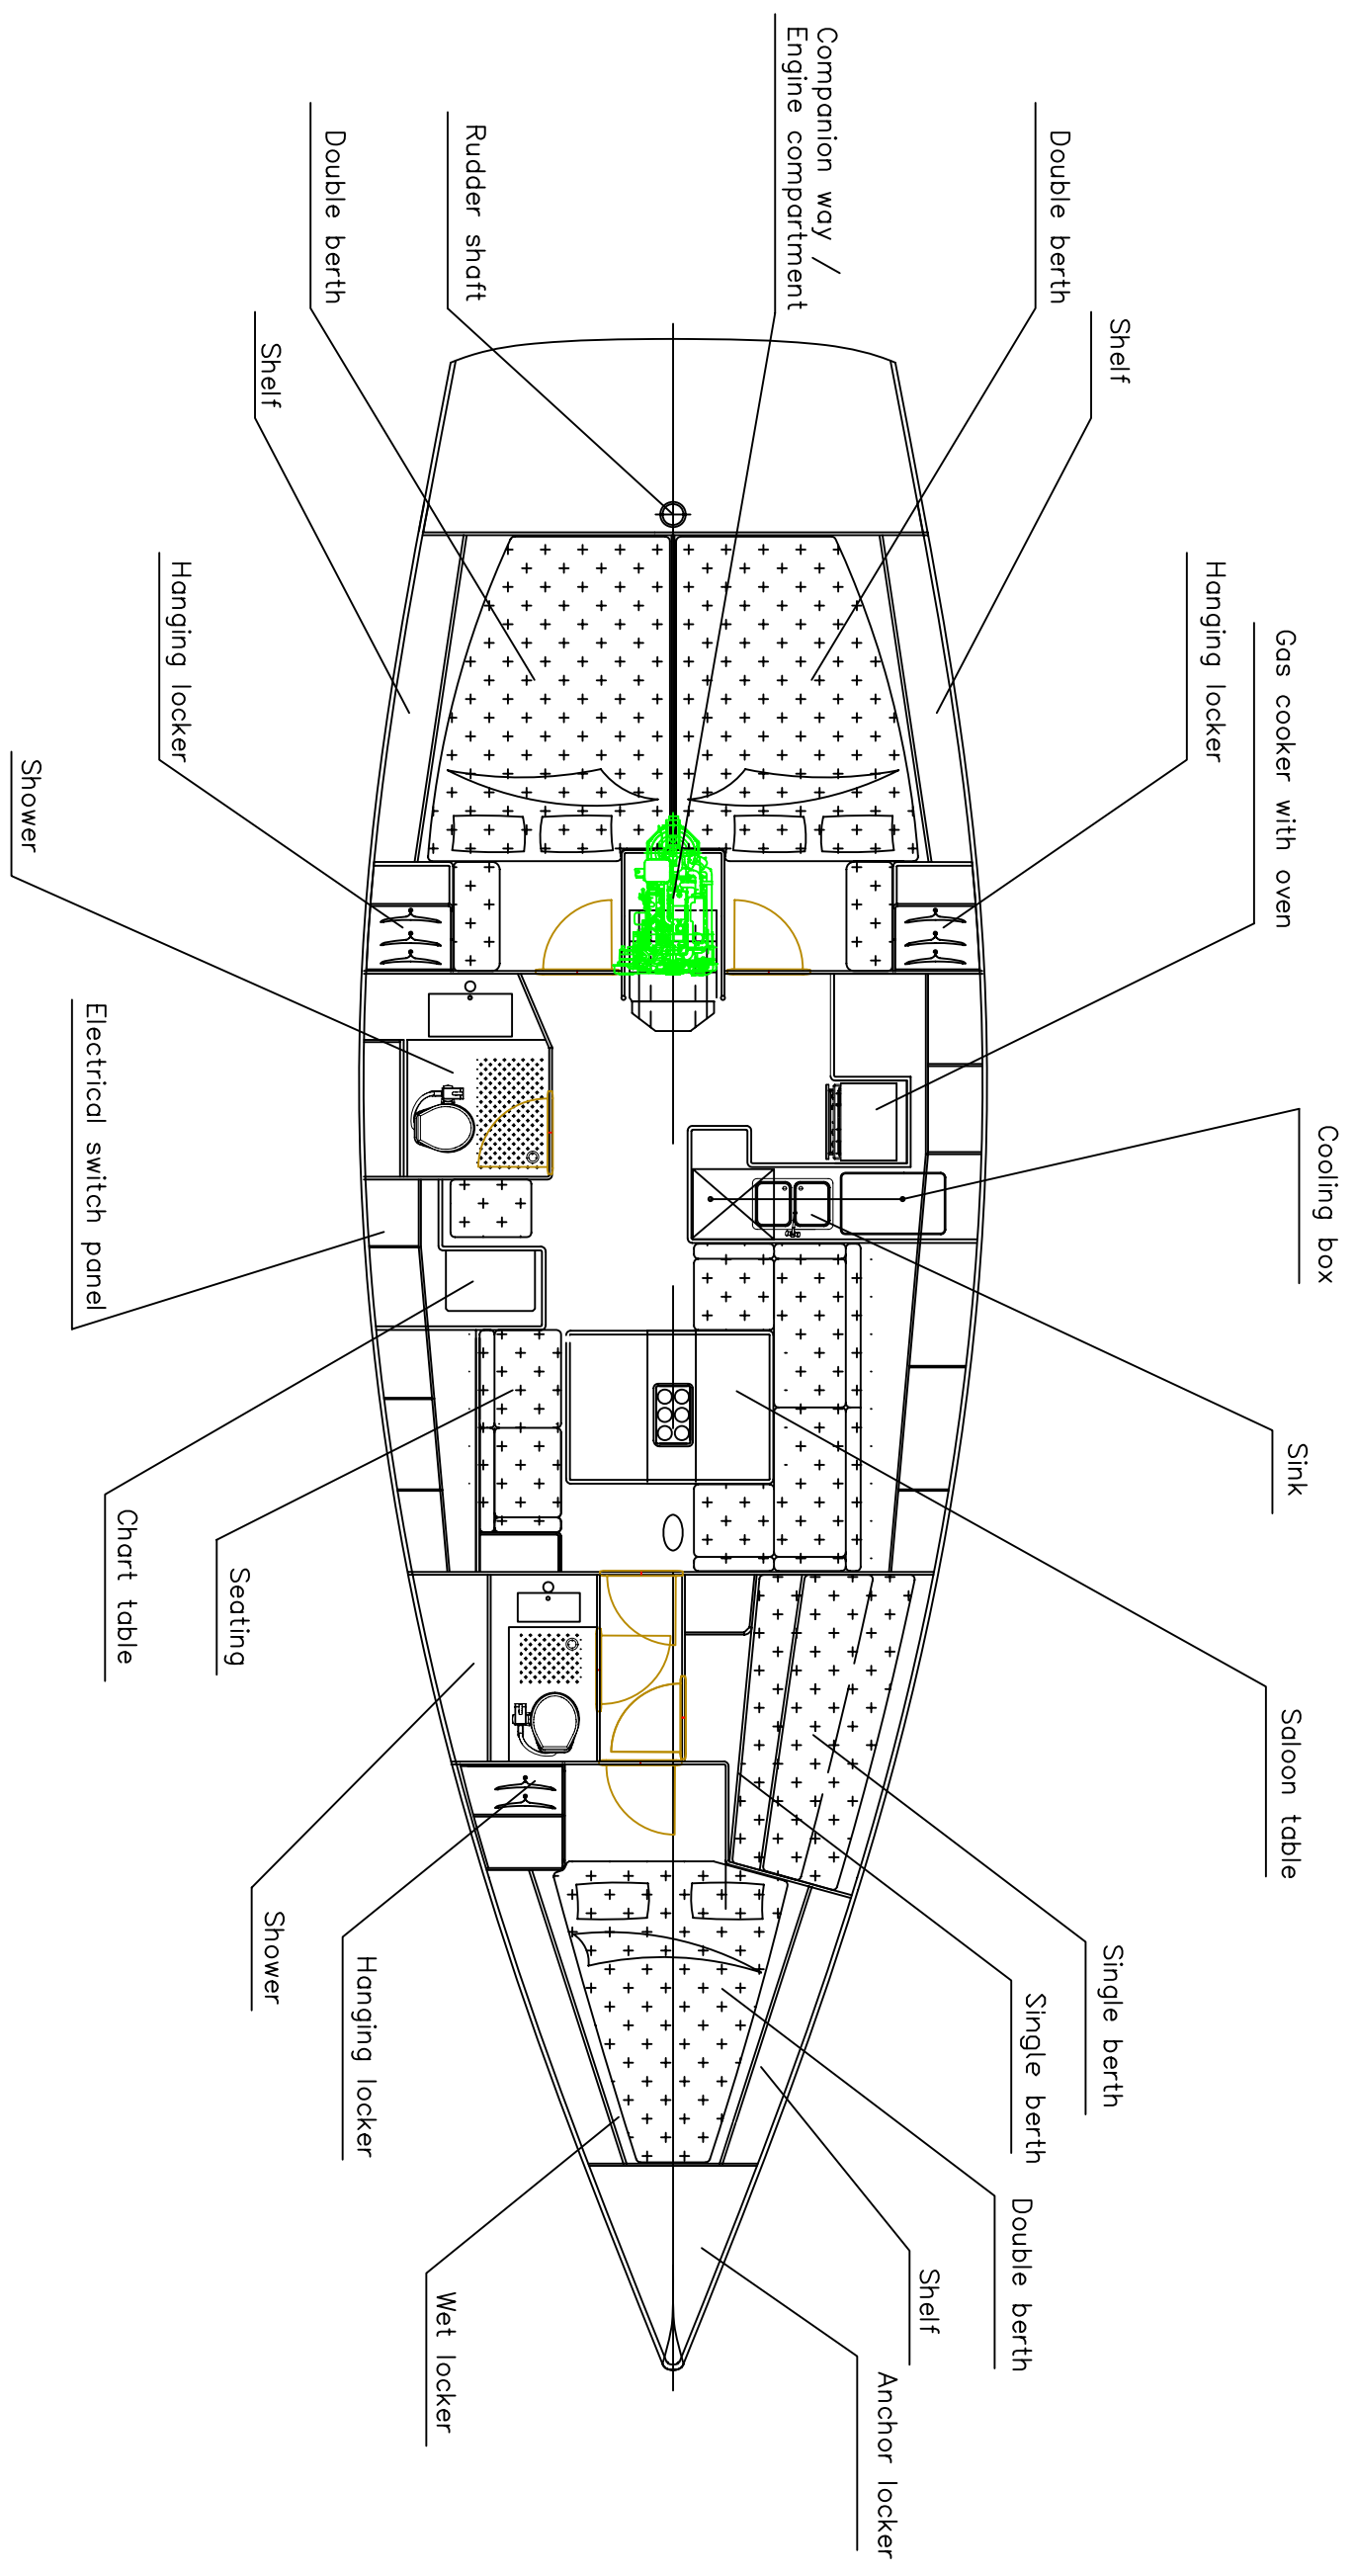 Companion way /
Engine compartment
Double berth
Shelf
Hanging locker
Gas cooker with oven
Cooling box
Sink
Saloon table
Single berth
Single berth
Double berth
Shelf
Anchor locker
Rudder shaft
Double berth
Shelf
Hanging locker
Shower
Electrical switch panel
Chart table
Seating
Shower
Hanging locker
Wet locker